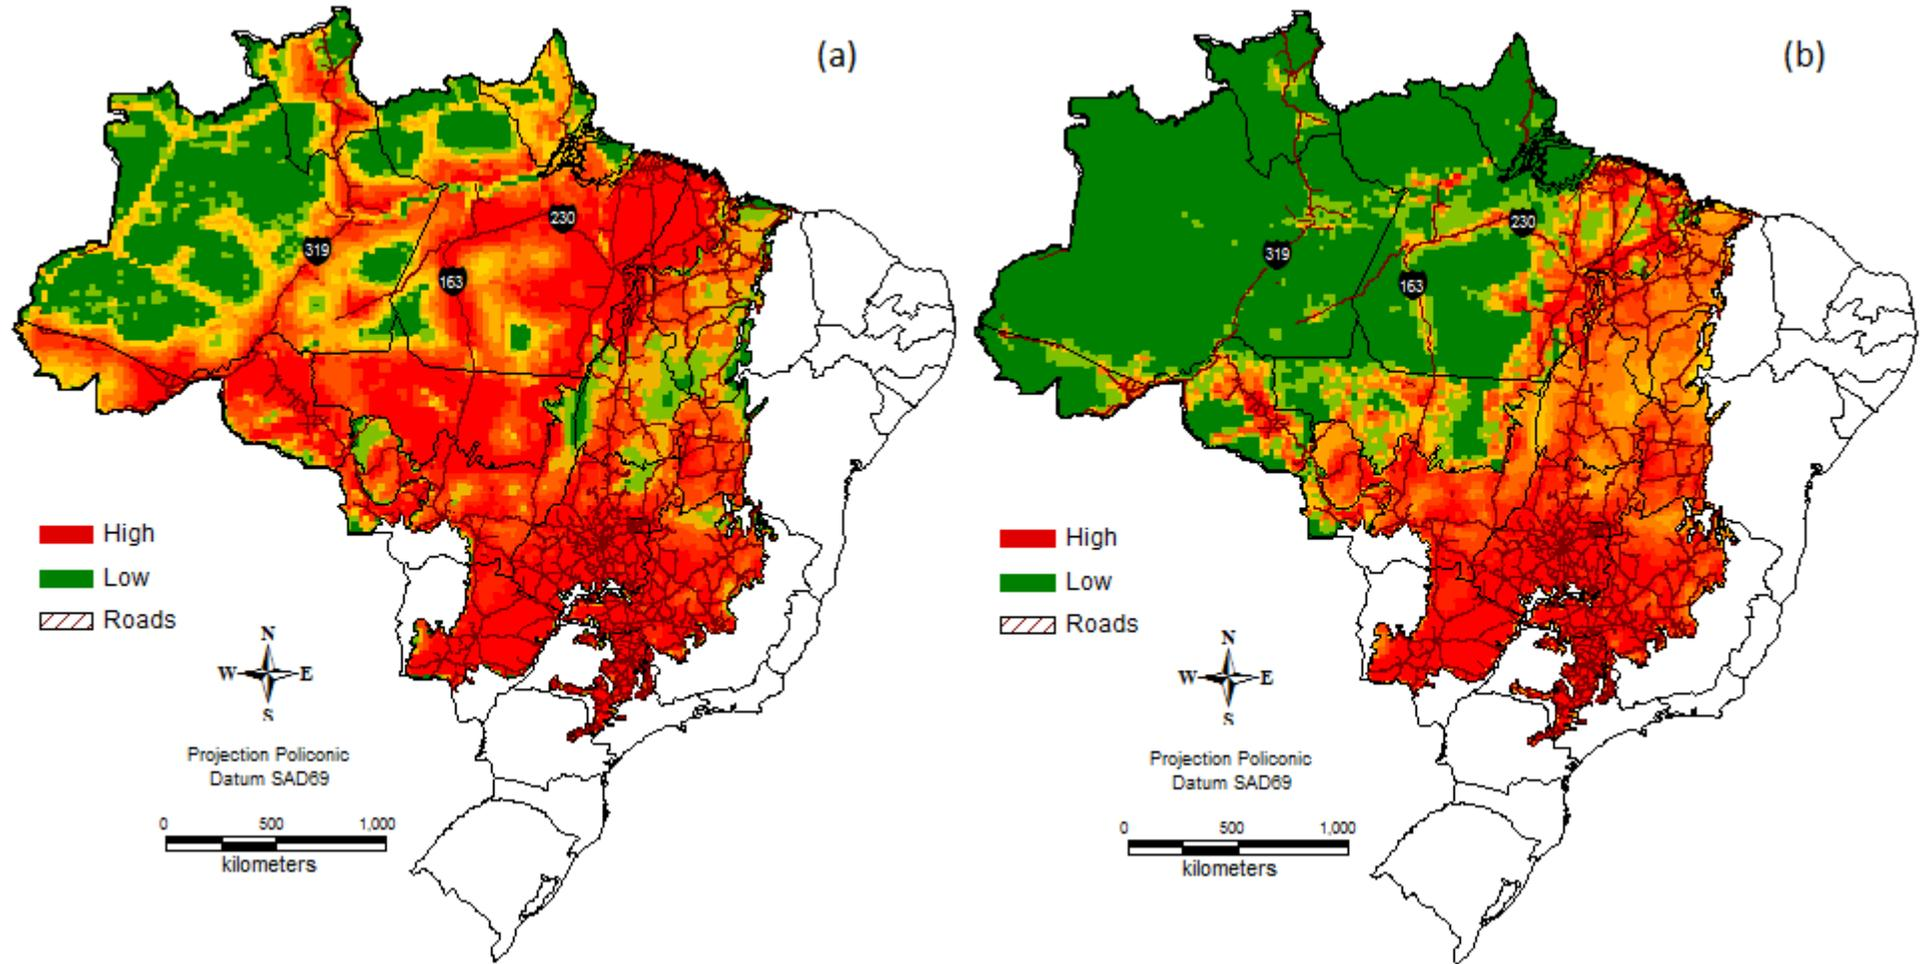 (a)
319
230
163
High
Low
Roads
N
W E
S
Projection Policonic
Datum SAD69
0 500 1,000
kilometers
(b)
319
230
163
High
Low
Roads
N
W E
S
Projection Policonic
Datum SAD69
0 500 1,000
kilometers